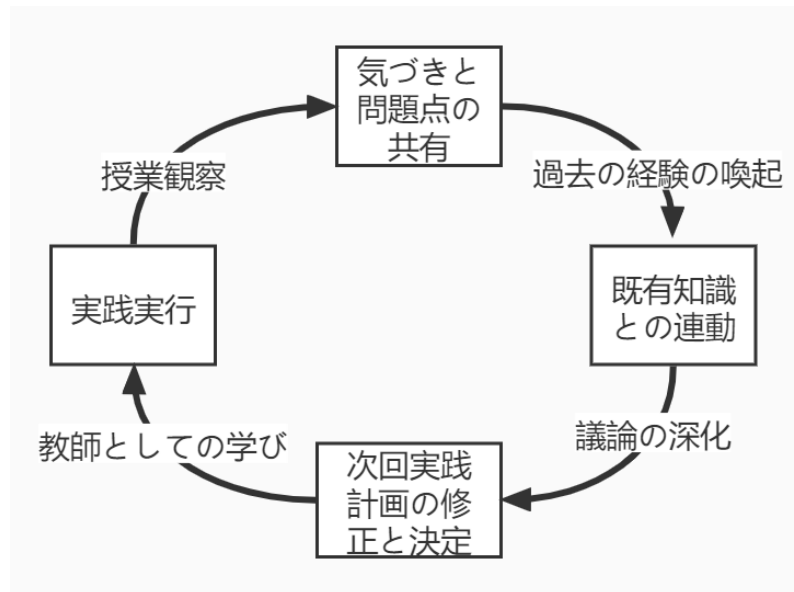 気づきと
問題点の
共有
過去の経験の喚起
授業観察
既有知識
との連動
実践実行
議論の深化
教師としての学び
次回実践
計画の修
正と決定